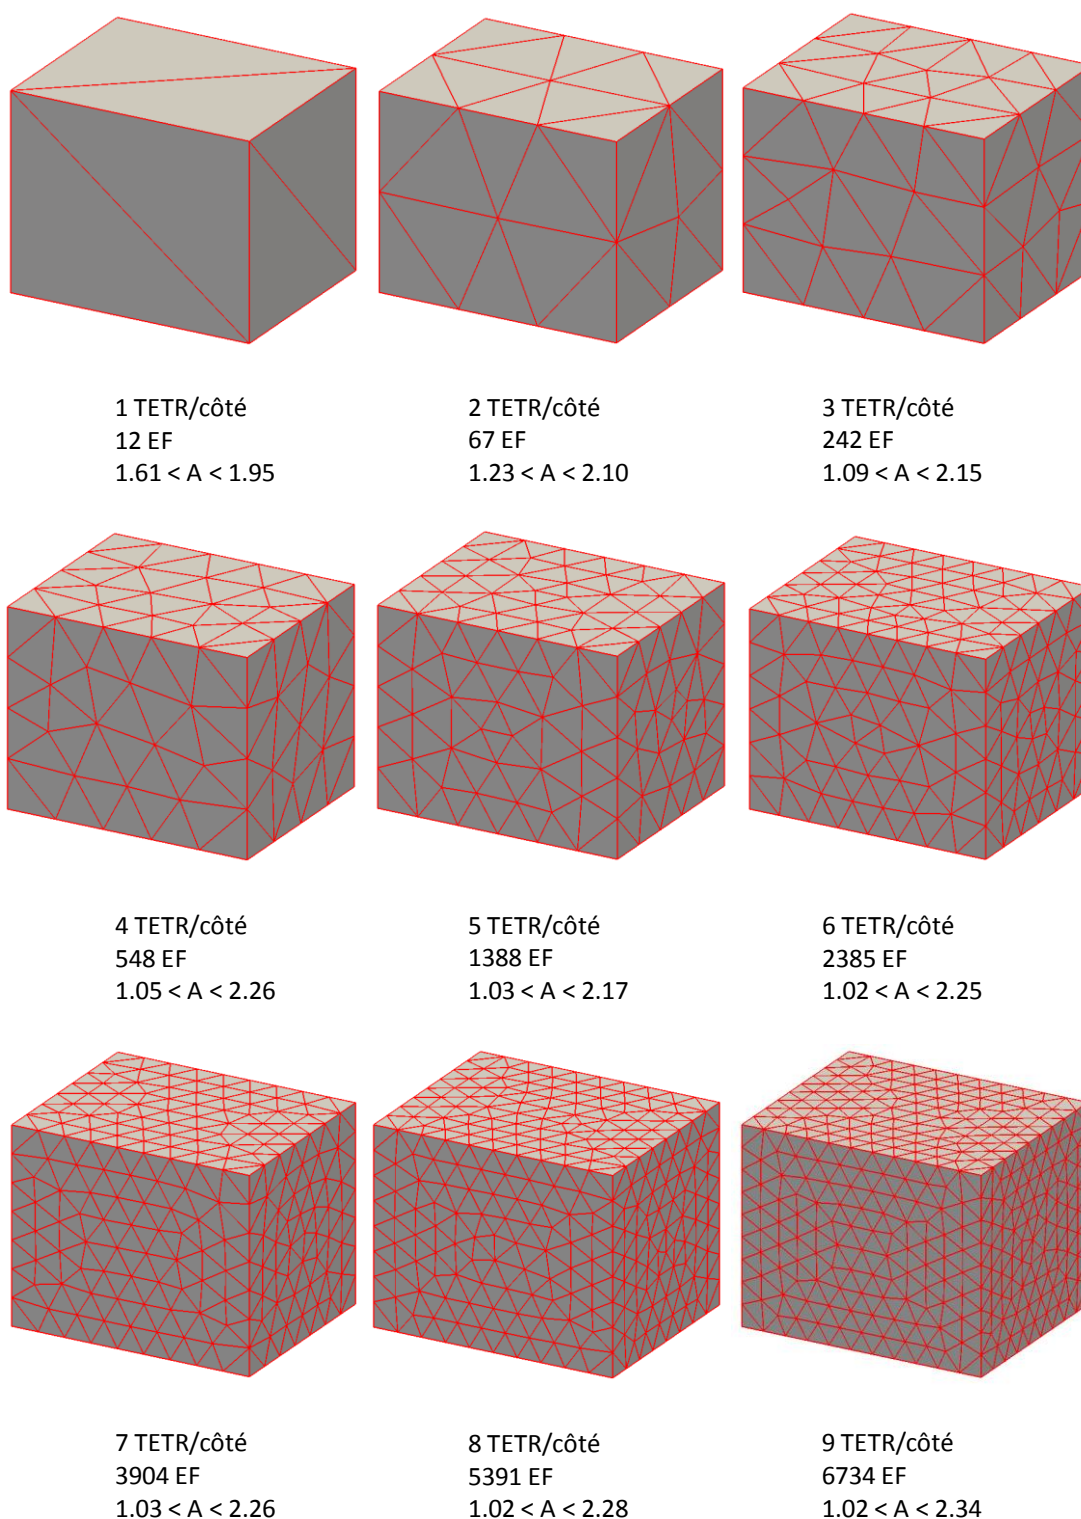 1 TETR/côté
12 EF
1.61 < A < 1.95
2 TETR/côté
67 EF
1.23 < A < 2.10
3 TETR/côté
242 EF
1.09 < A < 2.15
4 TETR/côté
548 EF
1.05 < A < 2.26
5 TETR/côté
1388 EF
1.03 < A < 2.17
6 TETR/côté
2385 EF
1.02 < A < 2.25
7 TETR/côté
3904 EF
1.03 < A < 2.26
8 TETR/côté
5391 EF
1.02 < A < 2.28
9 TETR/côté
6734 EF
1.02 < A < 2.34